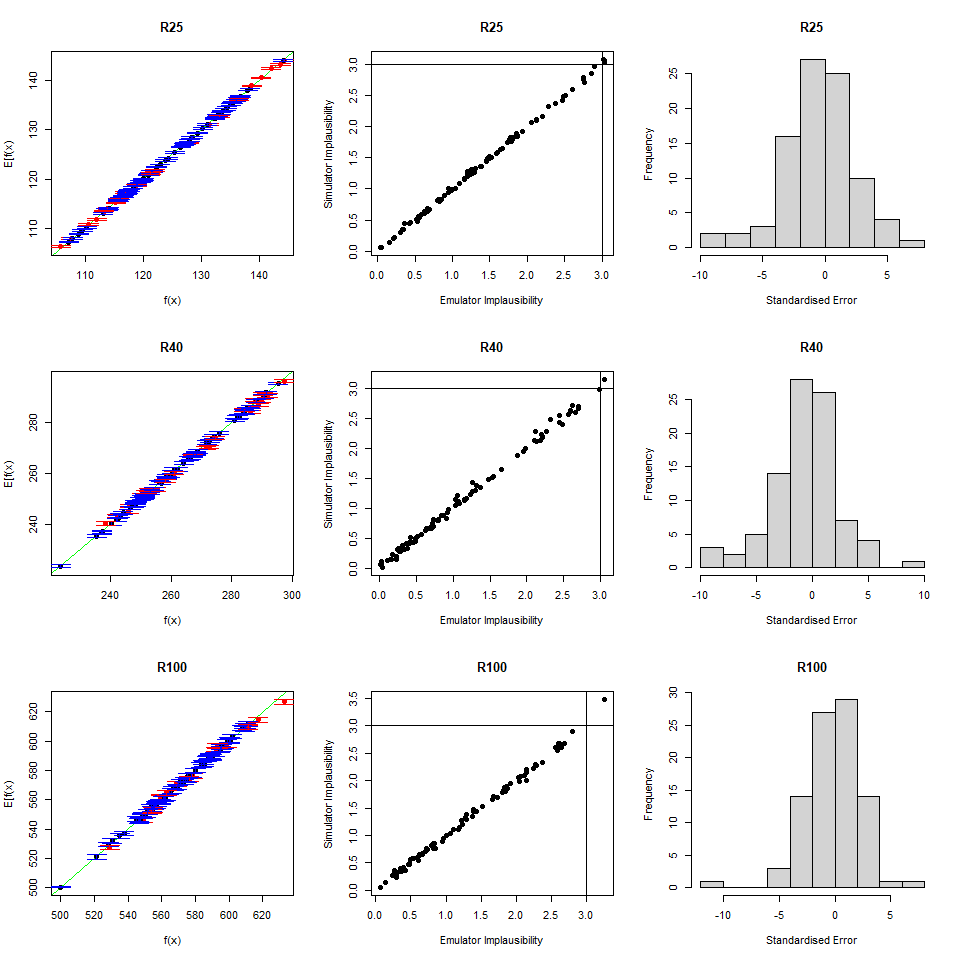 R25
E[f(x)
110 120 130 140
110 120 130 140
f(x)
R25
Simulator Implausibility
0.0 0.5 1.0 1.5 2.0 2.5 3.0
0.0 0.5 1.0 1.5 2.0 2.5 3.0
Emulator Implausibility
R25
Frequency
0 5 10 15 20 25
-10 -5 0 5
Standardised Error
R40
E[f(x)
240 260 280
240 260 280 300
f(x)
R40
Simulator Implausibility
0.0 0.5 1.0 1.5 2.0 2.5 3.0
0.0 0.5 1.0 1.5 2.0 2.5 3.0
Emulator Implausibility
R40
Frequency
0 5 10 15 20 25
-10 -5 0 5 10
Standardised Error
R100
E[f(x)
500 520 540 560 580 600 620
500 520 540 560 580 600 620
f(x)
R100
Simulator Implausibility
0.0 0.5 1.0 1.5 2.0 2.5 3.0 3.5
0.0 0.5 1.0 1.5 2.0 2.5 3.0
Emulator Implausibility
R100
Frequency
0 5 10 15 20 25 30
-10 -5 0 5
Standardised Error